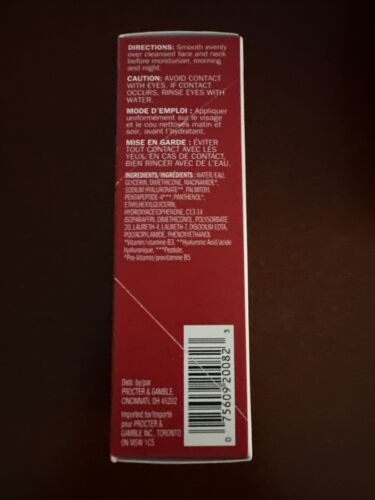 DIRECTIONS: Smooth evenly
over cleansed face and neck
before moisturizer, morning
and night.
CAUTION: AVOID CONTACT
WITH EYES. IF CONTACT
OCCURS, RINSE EYES WITH
WATER.
MODE D'EMPLOI : Appliquer
uniformément sur le visage
et le cou nettoyés matin et
soir, avant l'hydratant.
MISE EN GARDE : ÉVITER
TOUT CONTACT AVEC LES
YEUX. EN CAS DE CONTACT,
BIEN RINCER AVEC DE L'EAU.
INGREDIENTS/INGRÉDIENTS: WATER/EAU,
GLYCERIN, DIMETHICONE, NIACINAMIDE*,
SODIUM HYALURONATE**, PALMITOYL
PENTAPEPTIDE-4***, PANTHENOL*,
ETHYLHEXYLGLYCERIN,
HYDROXYACETOPHENONE, C13-14
ISOPARAFFIN, DIMETHICONOL, POLYSORBATE
20, LAURETH-4, LAURETH-7, DISODIUM EDTA,
POLYACRYLAMIDE, PHENOXYETHANOL
*Vitamin/vitamine B3, **Hyaluronic Acid/acide
hyaluronique, ***Peptide,
*Pro-Vitamin/provitamine B5
Distr. by/par
PROCTER & GAMBLE,
CINCINNATI, OH 45202
Imported for/Importé
pour PROCTER &
GAMBLE INC., TORONTO
ON M5W 1C5
0 75609 20082 3